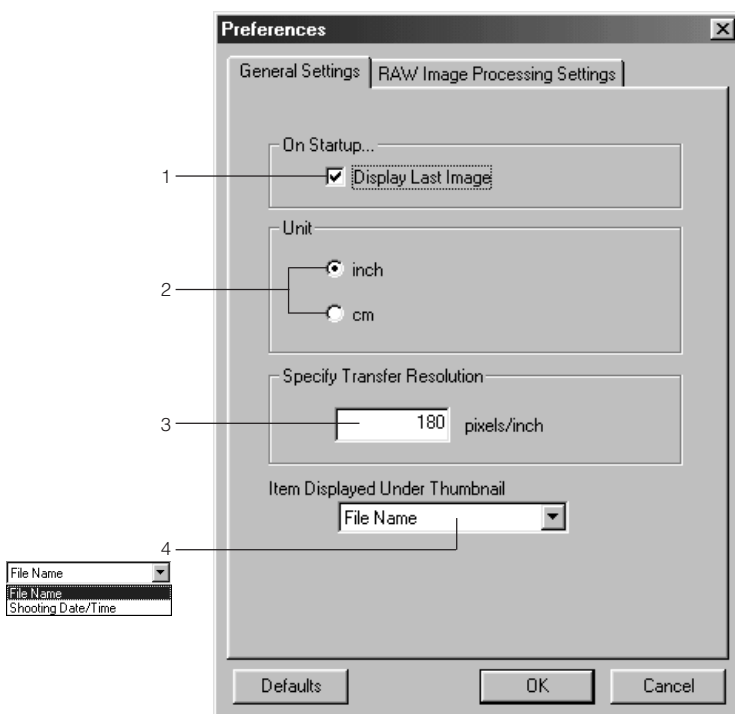 Preferences
General Settings
RAW Image Processing Settings
On Startup...
1
Display Last Image
Unit
inch
2
cm
Specify Transfer Resolution
3
180 pixels/inch
Item Displayed Under Thumbnail
File Name
4
File Name
File Name
Shooting Date/Time
Defaults
OK
Cancel